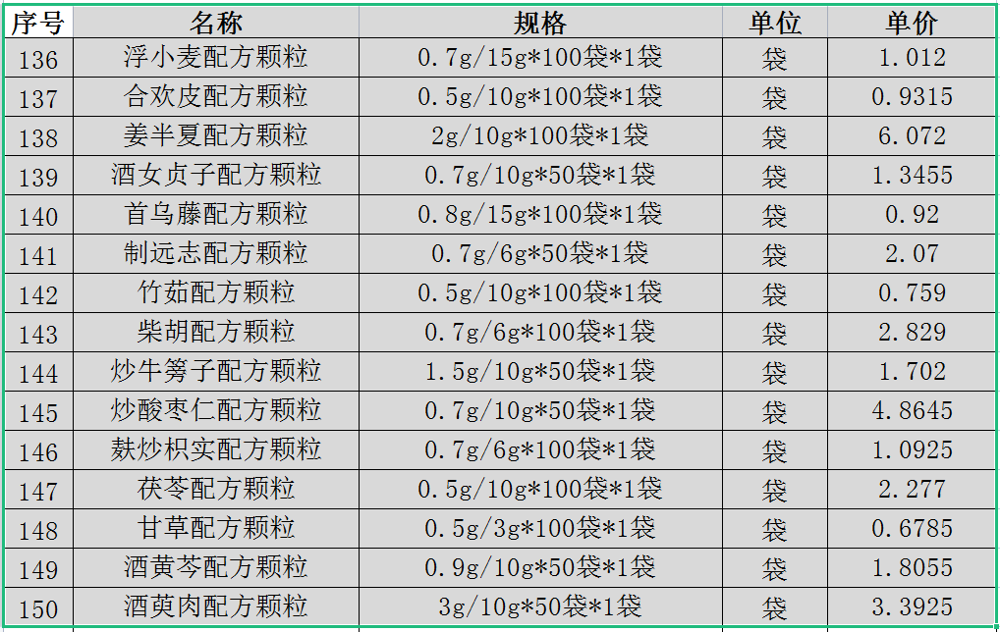 序号 名称 规格 单位 单价
136 浮小麦配方颗粒 0.7g/15g*100袋*1袋 袋 1.012
137 合欢皮配方颗粒 0.5g/10g*100袋*1袋 袋 0.9315
138 姜半夏配方颗粒 2g/10g*100袋*1袋 袋 6.072
139 酒女贞子配方颗粒 0.7g/10g*50袋*1袋 袋 1.3455
140 首乌藤配方颗粒 0.8g/15g*100袋*1袋 袋 0.92
141 制远志配方颗粒 0.7g/6g*50袋*1袋 袋 2.07
142 竹茹配方颗粒 0.5g/10g*100袋*1袋 袋 0.759
143 柴胡配方颗粒 0.7g/6g*100袋*1袋 袋 2.829
144 炒牛蒡子配方颗粒 1.5g/10g*50袋*1袋 袋 1.702
145 炒酸枣仁配方颗粒 0.7g/10g*50袋*1袋 袋 4.8645
146 麸炒枳实配方颗粒 0.7g/6g*100袋*1袋 袋 1.0925
147 茯苓配方颗粒 0.5g/10g*100袋*1袋 袋 2.277
148 甘草配方颗粒 0.5g/3g*100袋*1袋 袋 0.6785
149 酒黄芩配方颗粒 0.9g/10g*50袋*1袋 袋 1.8055
150 酒萸肉配方颗粒 3g/10g*50袋*1袋 袋 3.3925